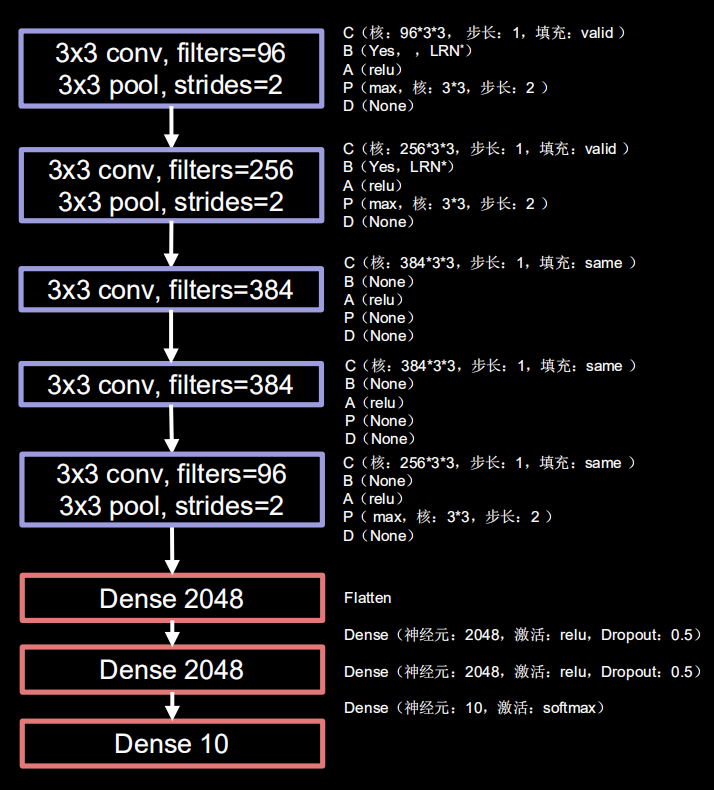 3x3 conv, filters=96
3x3 pool, strides=2
C（核：96*3*3， 步长：1，填充：valid ）
B（Yes， ，LRN*）
A（relu）
P（max，核：3*3，步长：2 ）
D（None）
3x3 conv, filters=256
3x3 pool, strides=2
C（核：256*3*3，步长：1，填充：valid ）
B（Yes，LRN*）
A（relu）
P（max，核：3*3，步长：2 ）
D（None）
3x3 conv, filters=384
C（核：384*3*3，步长：1，填充：same ）
B（None）
A（relu）
P（None）
D（None）
3x3 conv, filters=384
C（核：384*3*3，步长：1，填充：same ）
B（None）
A（relu）
P（None）
D（None）
3x3 conv, filters=96
3x3 pool, strides=2
C（核：256*3*3，步长：1，填充：same ）
B（None）
A（relu）
P（ max，核：3*3，步长：2 ）
D（None）
Dense 2048
Flatten
Dense（神经元：2048，激活：relu，Dropout：0.5）
Dense 2048
Dense（神经元：2048，激活：relu，Dropout：0.5）
Dense（神经元：10，激活：softmax）
Dense 10